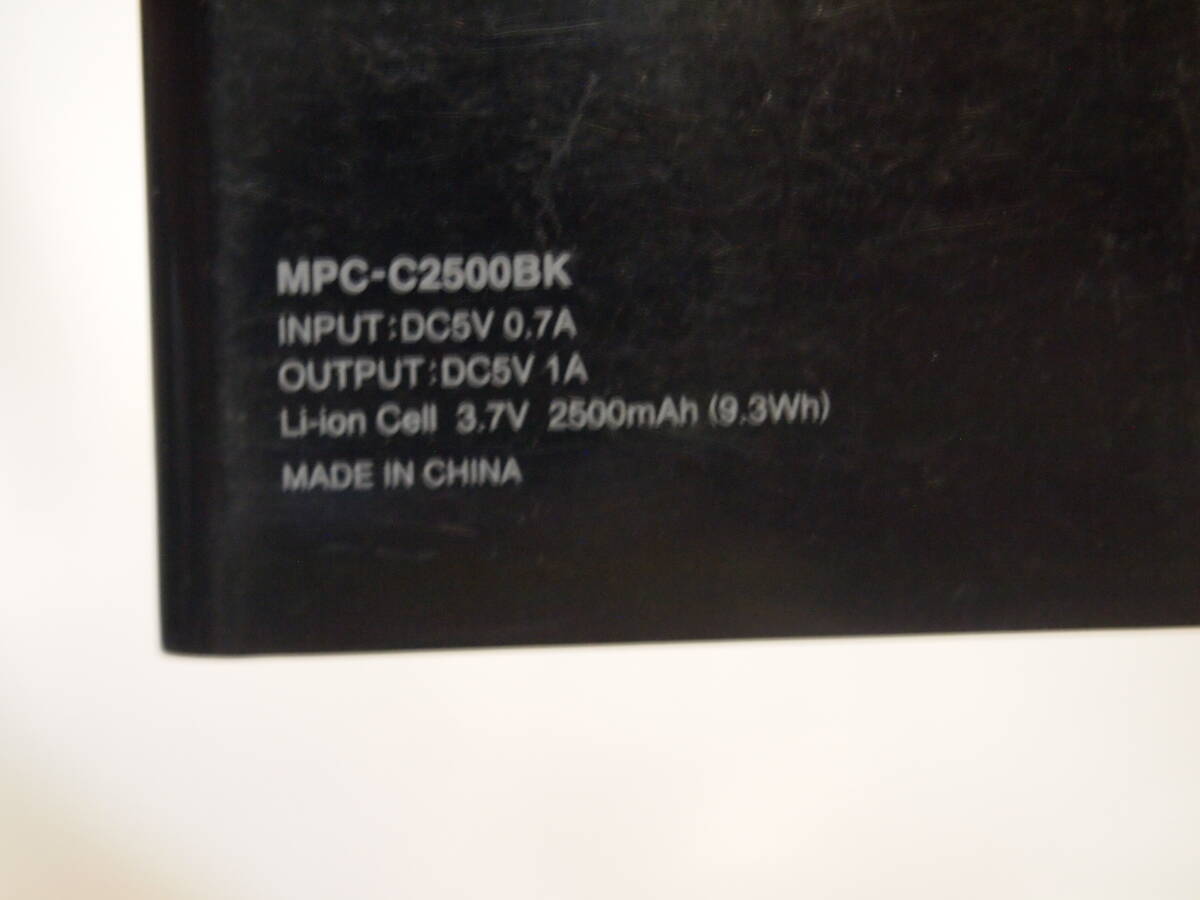 MPC-C2500BK
INPUT:DC5V 0.7A
OUTPUT:DC5V 1A
Li-ion Cell 3.7V 2500mAh (9.3Wh)
MADE IN CHINA